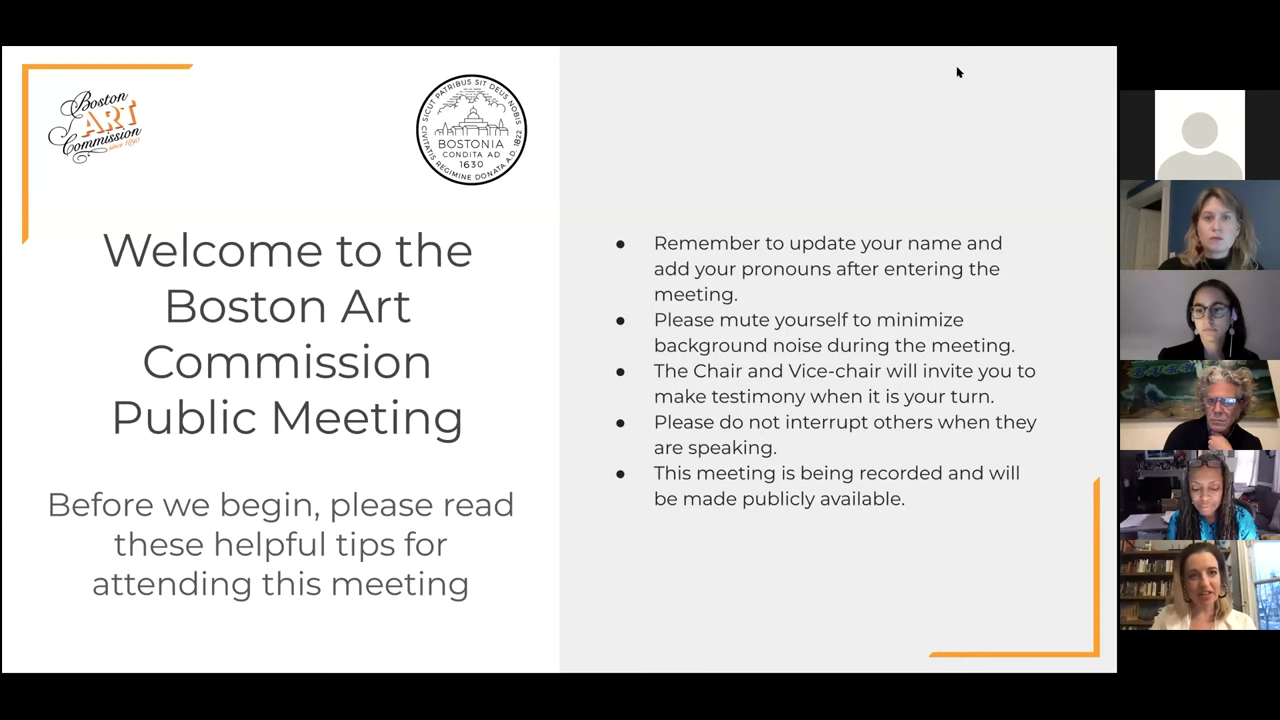 Boston
ART
Commission
since 1890
SICUT PATRIBUS SIT DEUS NOBIS
BOSTONIA
CONDITA AD
1630
CIVITATIS REGIMINE DONATA A.D. 1822
Welcome to the
Boston Art
Commission
Public Meeting
Before we begin, please read
these helpful tips for
attending this meeting
● Remember to update your name and
add your pronouns after entering the
meeting.
● Please mute yourself to minimize
background noise during the meeting.
● The Chair and Vice-chair will invite you to
make testimony when it is your turn.
● Please do not interrupt others when they
are speaking.
● This meeting is being recorded and will
be made publicly available.